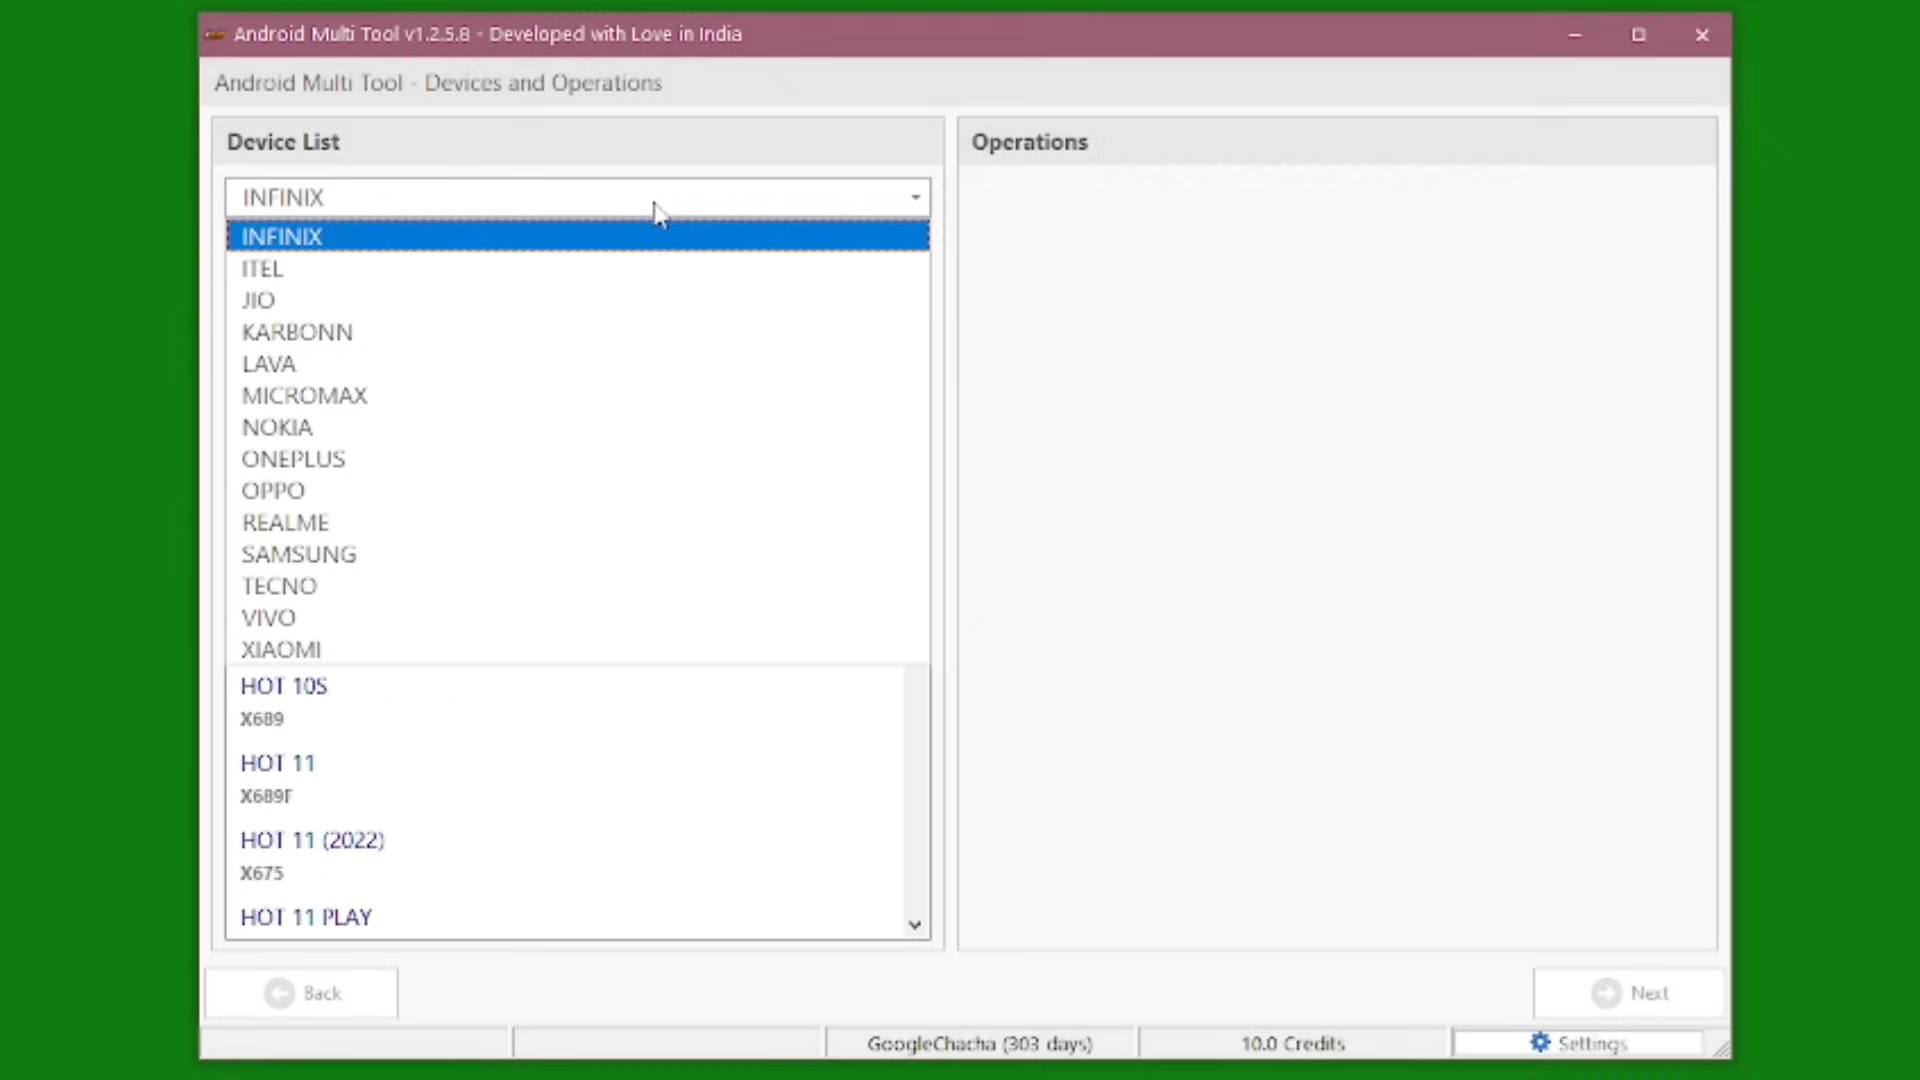 Android Multi Tool v1.2.5.8 - Developed with Love in India
Android Multi Tool - Devices and Operations
Device List
Operations
INFINIX
INFINIX
ITEL
JIO
KARBONN
LAVA
MICROMAX
NOKIA
ONEPLUS
OPPO
REALME
SAMSUNG
TECNO
VIVO
XIAOMI
HOT 10S
X689
HOT 11
X689F
HOT 11 (2022)
X675
HOT 11 PLAY
Back
Next
GoogleChacha (303 days)
10.0 Credits
Settings